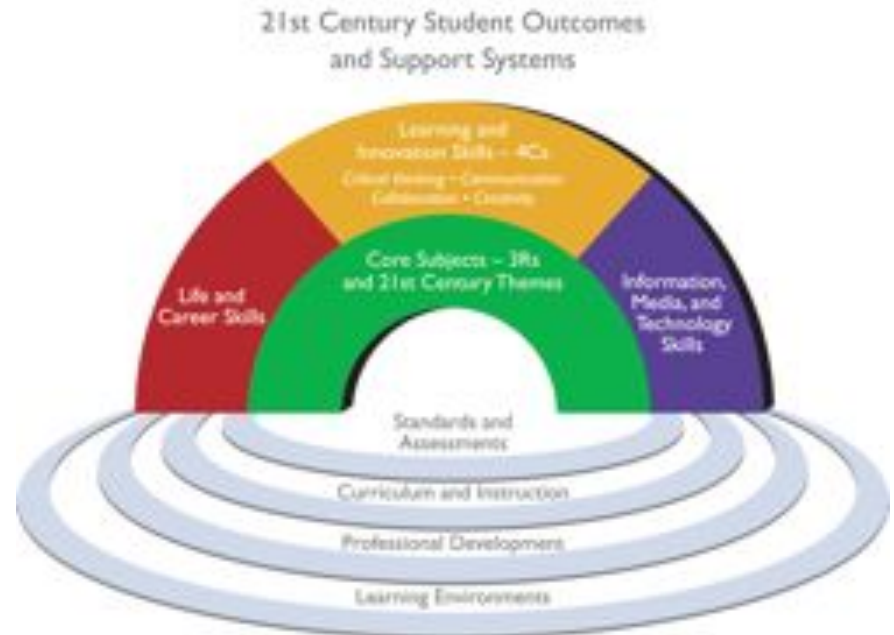 21st Century Student Outcomes
and Support Systems
Learning and
Innovation Skills – 4Cs
Critical thinking • Communication
Collaboration • Creativity
Core Subjects – 3Rs
and 21st Century Themes
Life and
Career Skills
Information,
Media, and
Technology
Skills
Standards and
Assessments
Curriculum and Instruction
Professional Development
Learning Environments